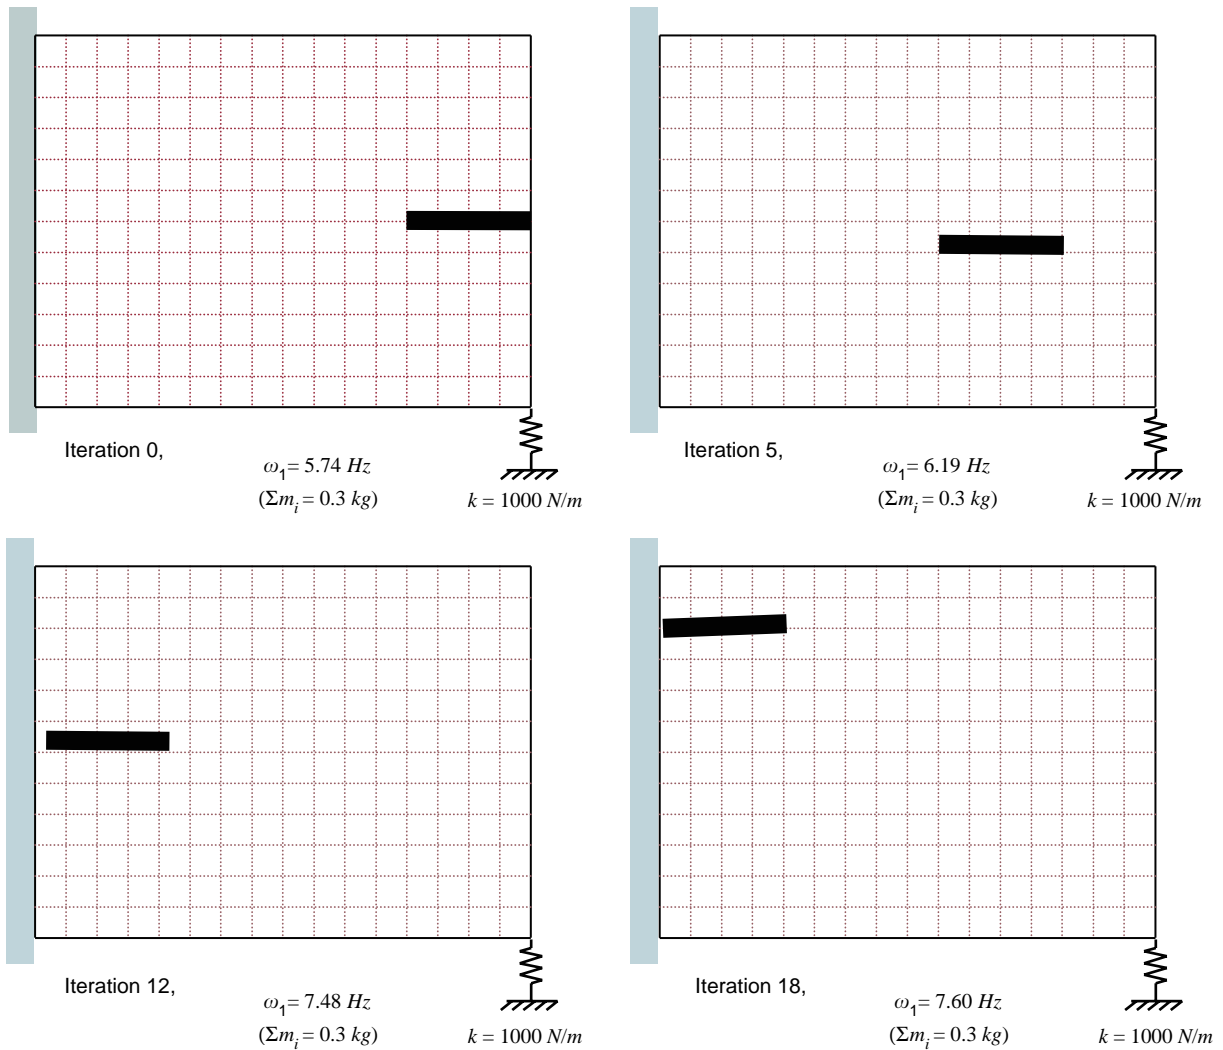 Iteration 0,
ω1= 5.74 Hz
(Σmi = 0.3 kg)
k = 1000 N/m
Iteration 5,
ω1= 6.19 Hz
(Σmi = 0.3 kg)
k = 1000 N/m
Iteration 12,
ω1= 7.48 Hz
(Σmi = 0.3 kg)
k = 1000 N/m
Iteration 18,
ω1= 7.60 Hz
(Σmi = 0.3 kg)
k = 1000 N/m